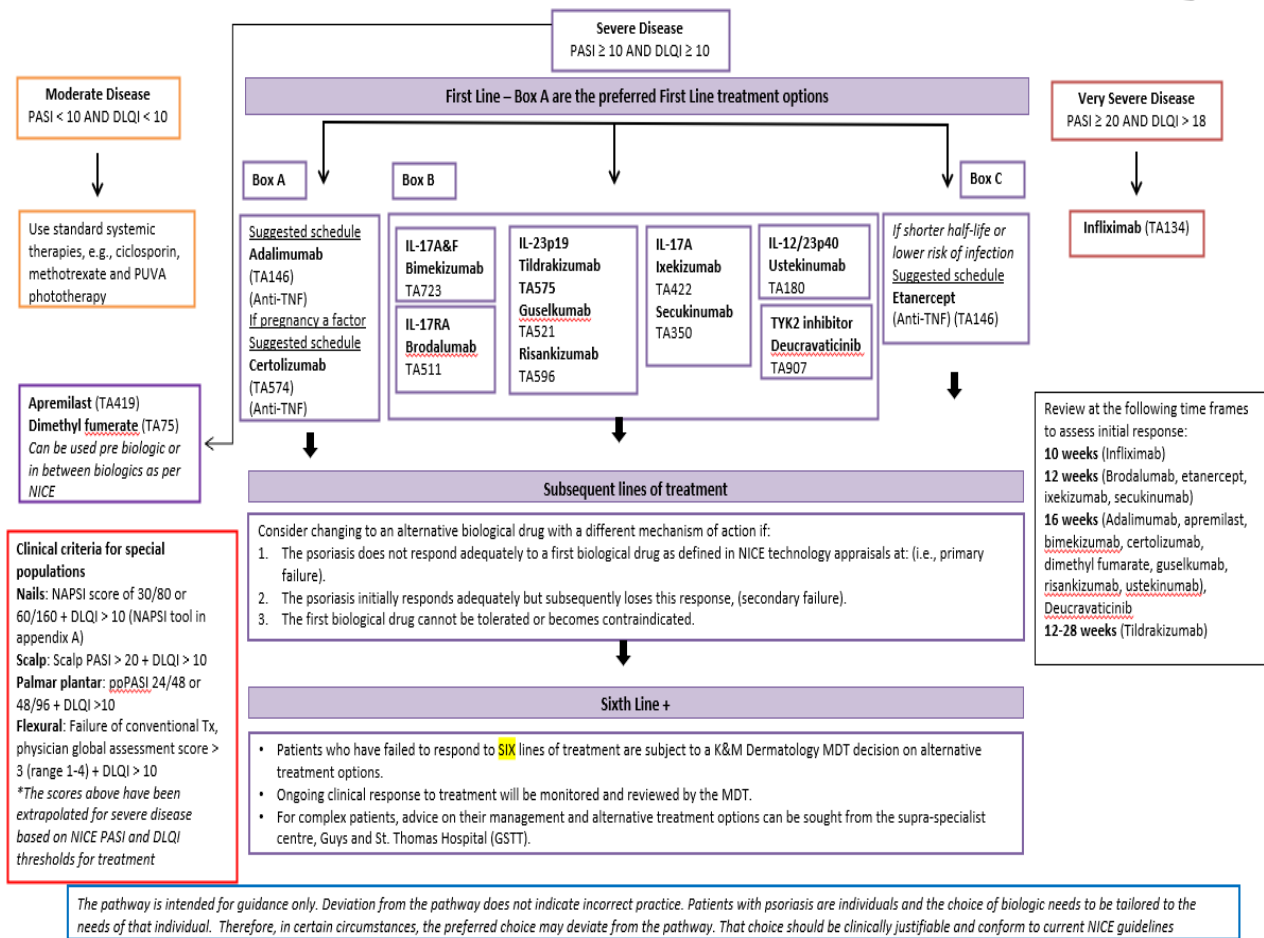 Severe Disease
PASI ≥ 10 AND DLQI ≥ 10
Moderate Disease
PASI < 10 AND DLQI < 10
First Line – Box A are the preferred First Line treatment options
Very Severe Disease
PASI ≥ 20 AND DLQI > 18
Use standard systemic
therapies, e.g., ciclosporin,
methotrexate and PUVA
phototherapy
Box A
Suggested schedule
Adalimumab
(TA146)
(Anti-TNF)
If pregnancy a factor
Suggested schedule
Certolizumab
(TA574)
(Anti-TNF)
Box B
IL-17A&F
Bimekizumab
TA723
IL-17RA
Brodalumab
TA511
IL-23p19
Tildrakizumab
TA575
Guselkumab
TA521
Risankizumab
TA596
IL-17A
Ixekizumab
TA422
Secukinumab
TA350
IL-12/23p40
Ustekinumab
TA180
TYK2 inhibitor
Deucravaticinib
TA907
Box C
If shorter half-life or
lower risk of infection
Suggested schedule
Etanercept
(Anti-TNF) (TA146)
Infliximab (TA134)
Apremilast (TA419)
Dimethyl fumerate (TA75)
Can be used pre biologic or
in between biologics as per
NICE
Subsequent lines of treatment
Consider changing to an alternative biological drug with a different mechanism of action if:
1. The psoriasis does not respond adequately to a first biological drug as defined in NICE technology appraisals at: (i.e., primary
failure).
2. The psoriasis initially responds adequately but subsequently loses this response, (secondary failure).
3. The first biological drug cannot be tolerated or becomes contraindicated.
Review at the following time frames
to assess initial response:
10 weeks (Infliximab)
12 weeks (Brodalumab, etanercept,
ixekizumab, secukinumab)
16 weeks (Adalimumab, apremilast,
bimekizumab, certolizumab,
dimethyl fumarate, guselkumab,
risankizumab, ustekinumab),
Deucravaticinib
12-28 weeks (Tildrakizumab)
Clinical criteria for special
populations
Nails: NAPSI score of 30/80 or
60/160 + DLQI > 10 (NAPSI tool in
appendix A)
Scalp: Scalp PASI > 20 + DLQI > 10
Palmar plantar: ppPASI 24/48 or
48/96 + DLQI >10
Flexural: Failure of conventional Tx,
physician global assessment score >
3 (range 1-4) + DLQI > 10
*The scores above have been
extrapolated for severe disease
based on NICE PASI and DLQI
thresholds for treatment
Sixth Line +
• Patients who have failed to respond to SIX lines of treatment are subject to a K&M Dermatology MDT decision on alternative
treatment options.
• Ongoing clinical response to treatment will be monitored and reviewed by the MDT.
• For complex patients, advice on their management and alternative treatment options can be sought from the supra-specialist
centre, Guys and St. Thomas Hospital (GSTT).
The pathway is intended for guidance only. Deviation from the pathway does not indicate incorrect practice. Patients with psoriasis are individuals and the choice of biologic needs to be tailored to the
needs of that individual. Therefore, in certain circumstances, the preferred choice may deviate from the pathway. That choice should be clinically justifiable and conform to current NICE guidelines